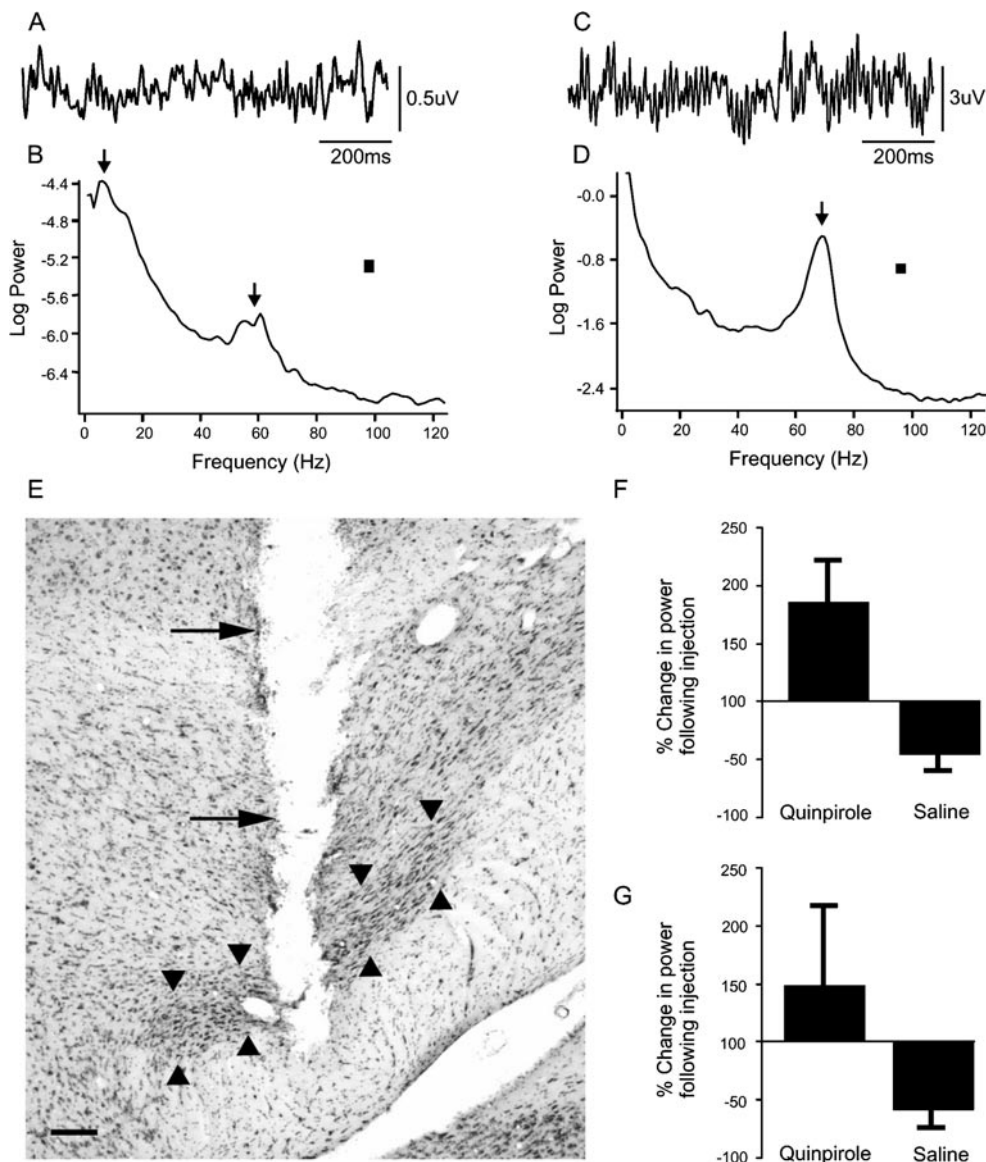 A
0.5uV
200ms
C
3uV
200ms
B
-4.4
-4.8
-5.2
-5.6
-6.0
-6.4
Log Power
0 20 40 60 80 100 120
Frequency (Hz)
D
-0.0
-0.8
-1.6
-2.4
Log Power
0 20 40 60 80 100 120
Frequency (Hz)
E
F
250
200
150
100
-50
-100
% Change in power
following injection
Quinpirole Saline
G
250
200
150
100
-50
-100
% Change in power
following injection
Quinpirole Saline